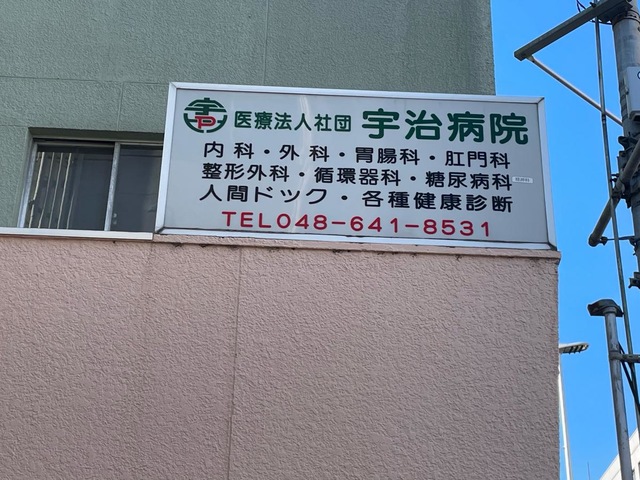 医療法人社団 宇治病院
内科・外科・胃腸科・肛門科
整形外科・循環器科・糖尿病科
人間ドック・各種健康診断
TEL048-641-8531